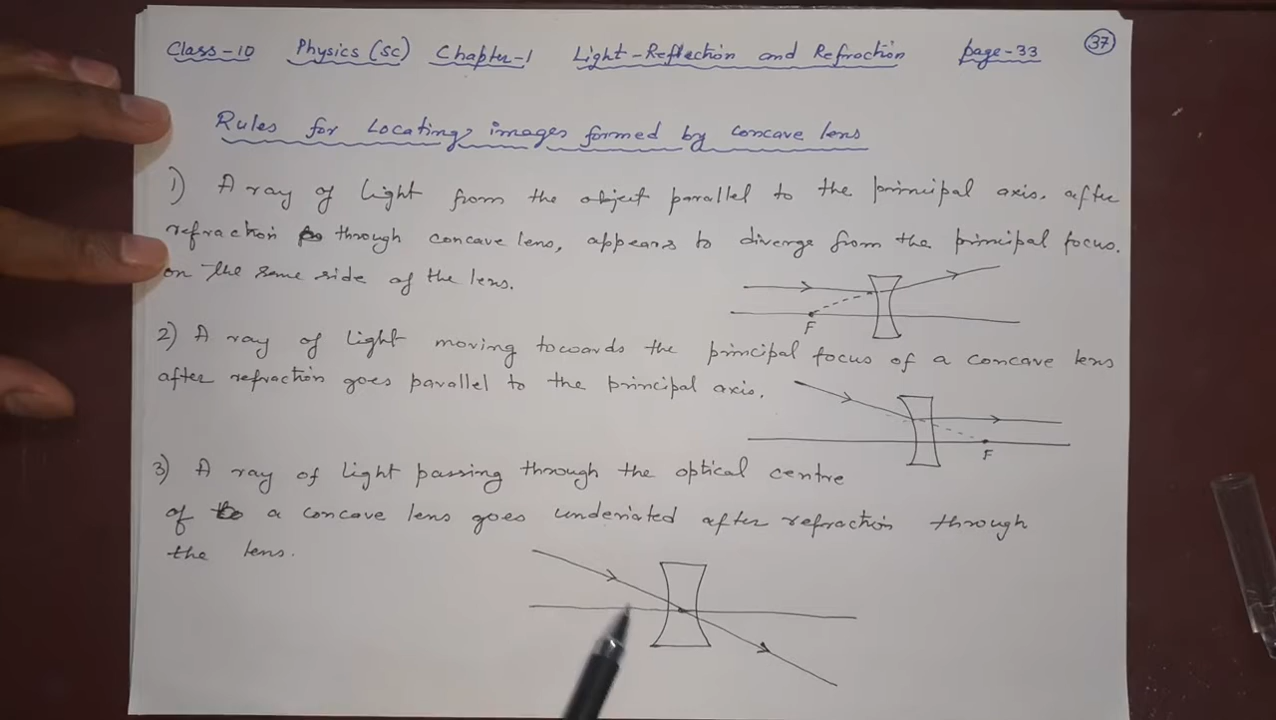 Class-10 Physics (SC) Chapter-1 Light-Reflection and Refraction page-33 37
Rules for Locating images formed by concave lens
1) A ray of light from the object parallel to the principal axis. after
refraction through concave lens, appears to diverge from the principal focus.
on the same side of the lens.
F
2) A ray of light moving towards the principal focus of a concave lens
after refraction goes parallel to the principal axis.
F
3) A ray of light passing through the optical centre
of a concave lens goes undeviated after refraction through
the lens.